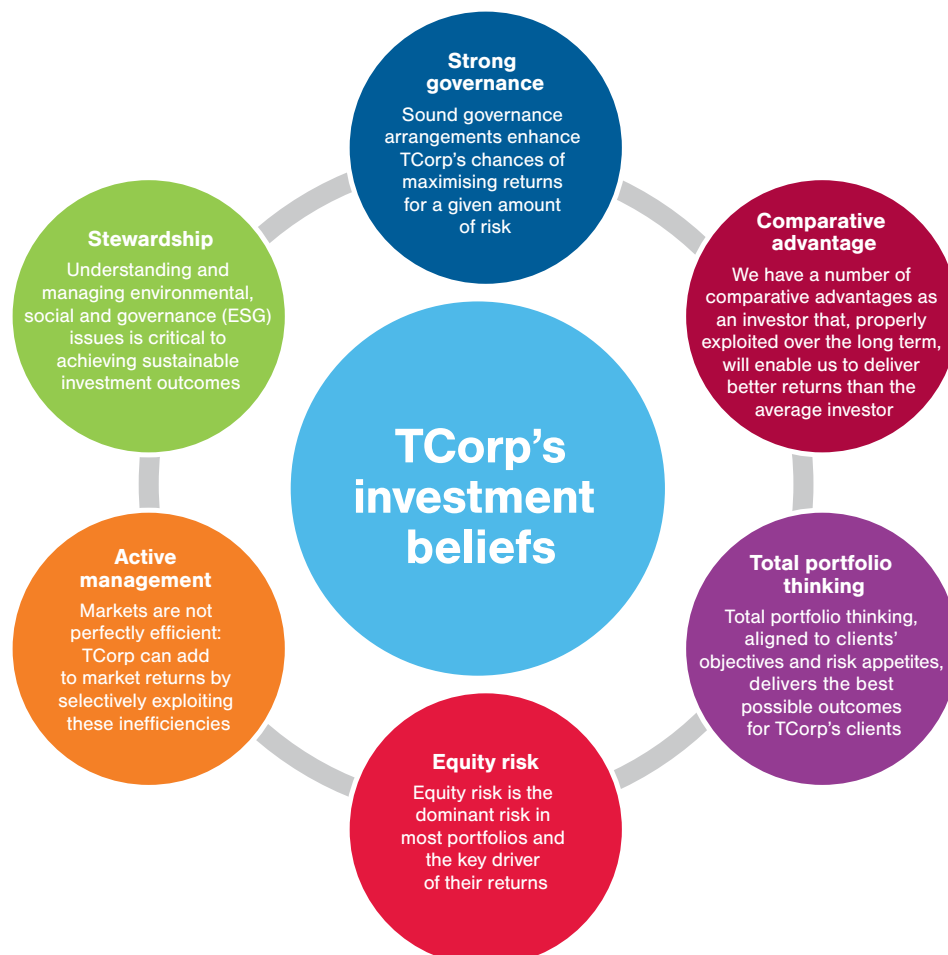 Strong
governance
Sound governance
arrangements enhance
TCorp’s chances of
maximising returns
for a given amount
of risk
Comparative
advantage
We have a number of
comparative advantages as
an investor that, properly
exploited over the long term,
will enable us to deliver
better returns than the
average investor
Total portfolio
thinking
Total portfolio thinking,
aligned to clients’
objectives and risk appetites,
delivers the best
possible outcomes
for TCorp’s clients
Equity risk
Equity risk is the
dominant risk in
most portfolios and
the key driver
of their returns
Active
management
Markets are not
perfectly efficient:
TCorp can add
to market returns by
selectively exploiting
these inefficiencies
Stewardship
Understanding and
managing environmental,
social and governance (ESG)
issues is critical to
achieving sustainable
investment outcomes
TCorp’s
investment
beliefs